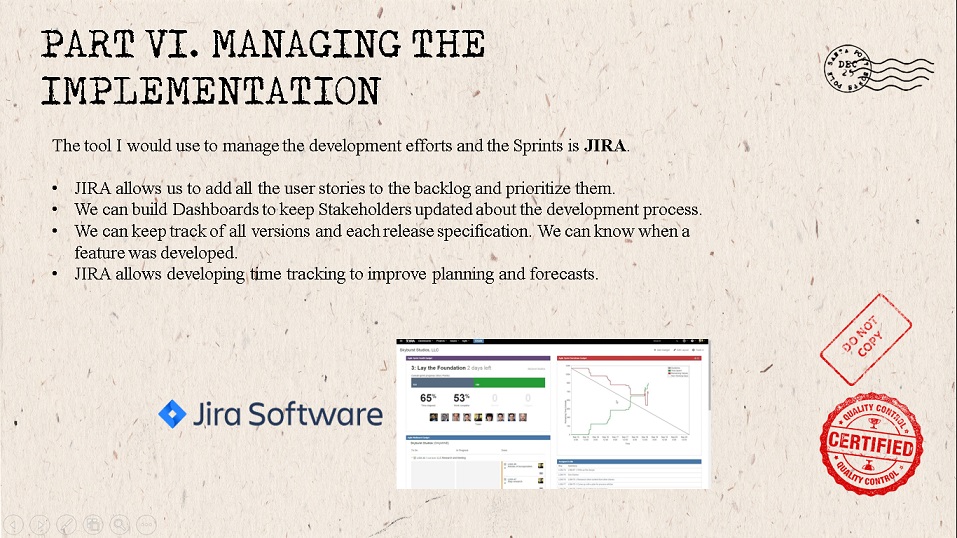 PART VI. MANAGING THE
IMPLEMENTATION
DEC
25
The tool I would use to manage the development efforts and the Sprints is JIRA.
• JIRA allows us to add all the user stories to the backlog and prioritize them.
• We can build Dashboards to keep Stakeholders updated about the development process.
• We can keep track of all versions and each release specification. We can know when a
feature was developed.
• JIRA allows developing time tracking to improve planning and forecasts.
DO NOT
COPY
3: Lay the Foundation 2 days left
65%
53%
0
0
Jira Software
QUALITY CONTROL
CERTIFIED
QUALITY CONTROL